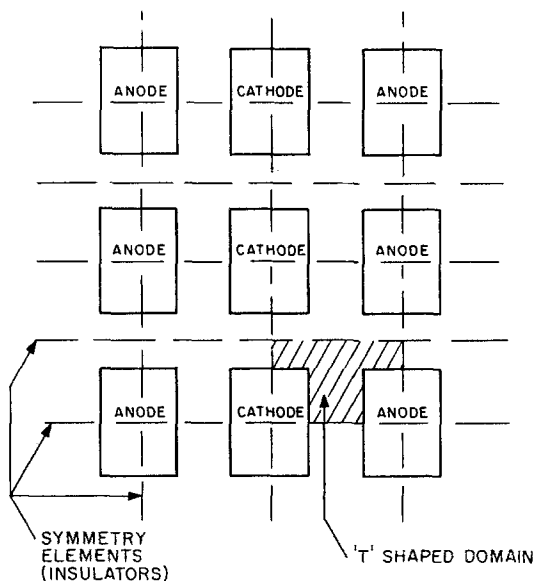 ANODE CATHODE ANODE
ANODE CATHODE ANODE
ANODE CATHODE ANODE
SYMMETRY
ELEMENTS
(INSULATORS)
'T' SHAPED DOMAIN